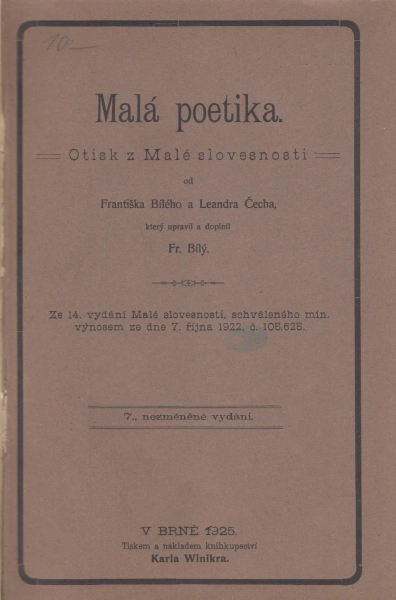 10.–
Malá poetika.
Otisk z Malé slovesnosti
od
Františka Bílého a Leandra Čecha,
který upravil a doplnil
Fr. Bílý.
Ze 14. vydání Malé slovesnosti, schváleného min.
výnosem ze dne 7. října 1922, č. 105.625.
7., nezměněné vydání.
V BRNĚ 1925.
Tiskem a nákladem knihkupectví
Karla Winikra.